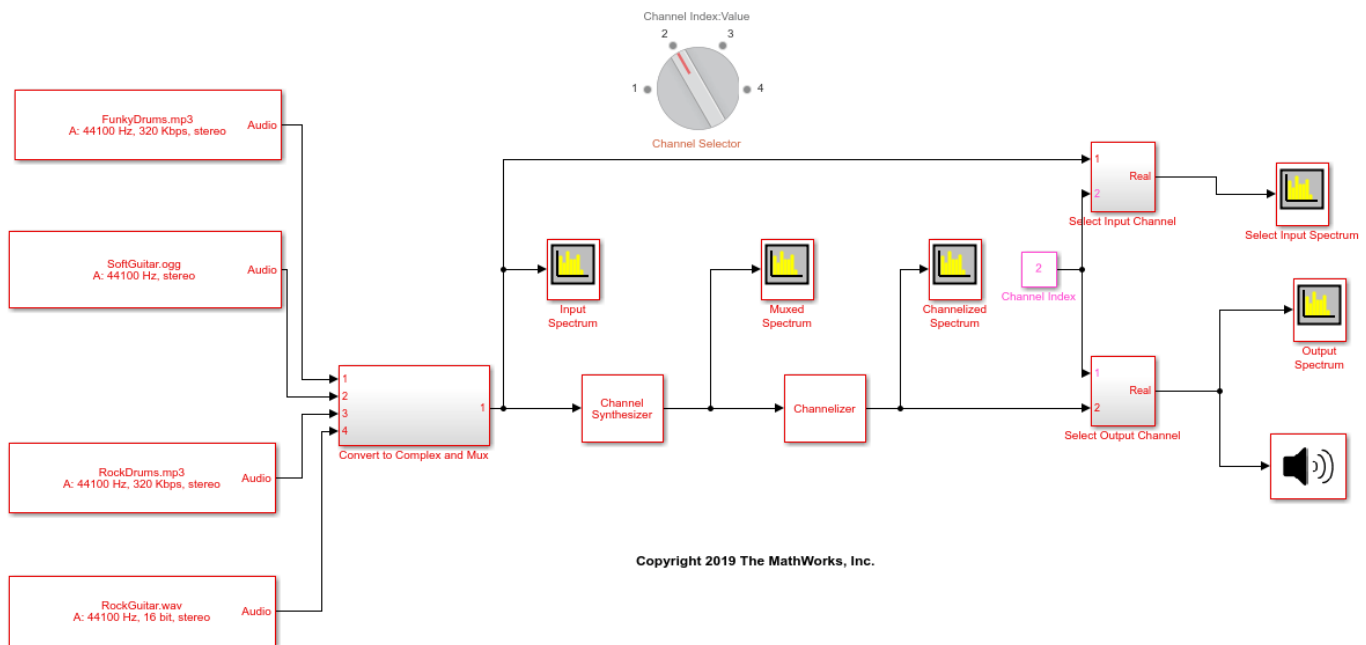 Channel Index:Value
2
3
1
4
Channel Selector
FunkyDrums.mp3
A: 44100 Hz, 320 Kbps, stereo
Audio
1
Real
2
Select Input Channel
Select Input Spectrum
SoftGuitar.ogg
A: 44100 Hz, stereo
Audio
Input
Spectrum
Muxed
Spectrum
Channelized
Spectrum
2
Channel Index
Output
Spectrum
1
2
3
4
1
Convert to Complex and Mux
Channel
Synthesizer
Channelizer
1
Real
2
Select Output Channel
RockDrums.mp3
A: 44100 Hz, 320 Kbps, stereo
Audio
Copyright 2019 The MathWorks, Inc.
RockGuitar.wav
A: 44100 Hz, 16 bit, stereo
Audio